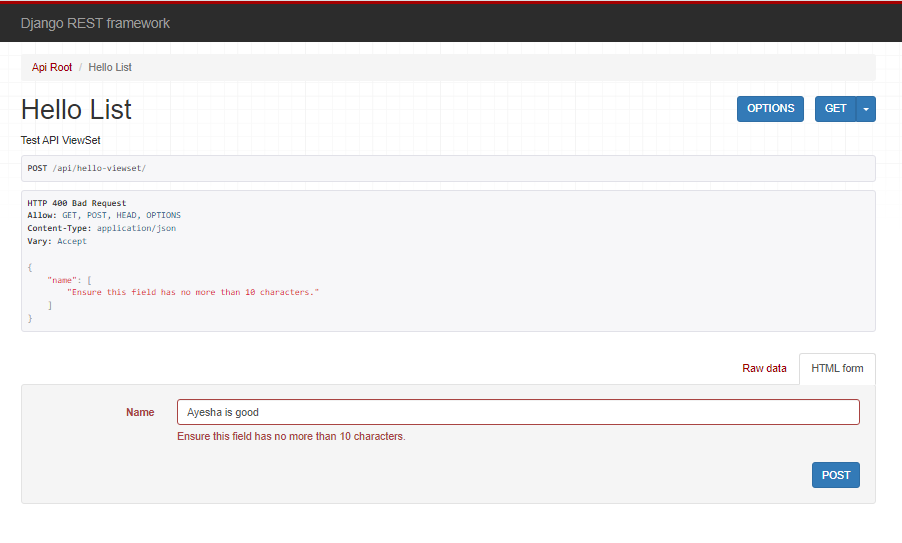 Django REST framework
Api Root / Hello List
Hello List
OPTIONS
GET
Test API ViewSet
POST /api/hello-viewset/
HTTP 400 Bad Request
Allow: GET, POST, HEAD, OPTIONS
Content-Type: application/json
Vary: Accept
{
    "name": [
        "Ensure this field has no more than 10 characters."
    ]
}
Raw data
HTML form
Name
Ayesha is good
Ensure this field has no more than 10 characters.
POST